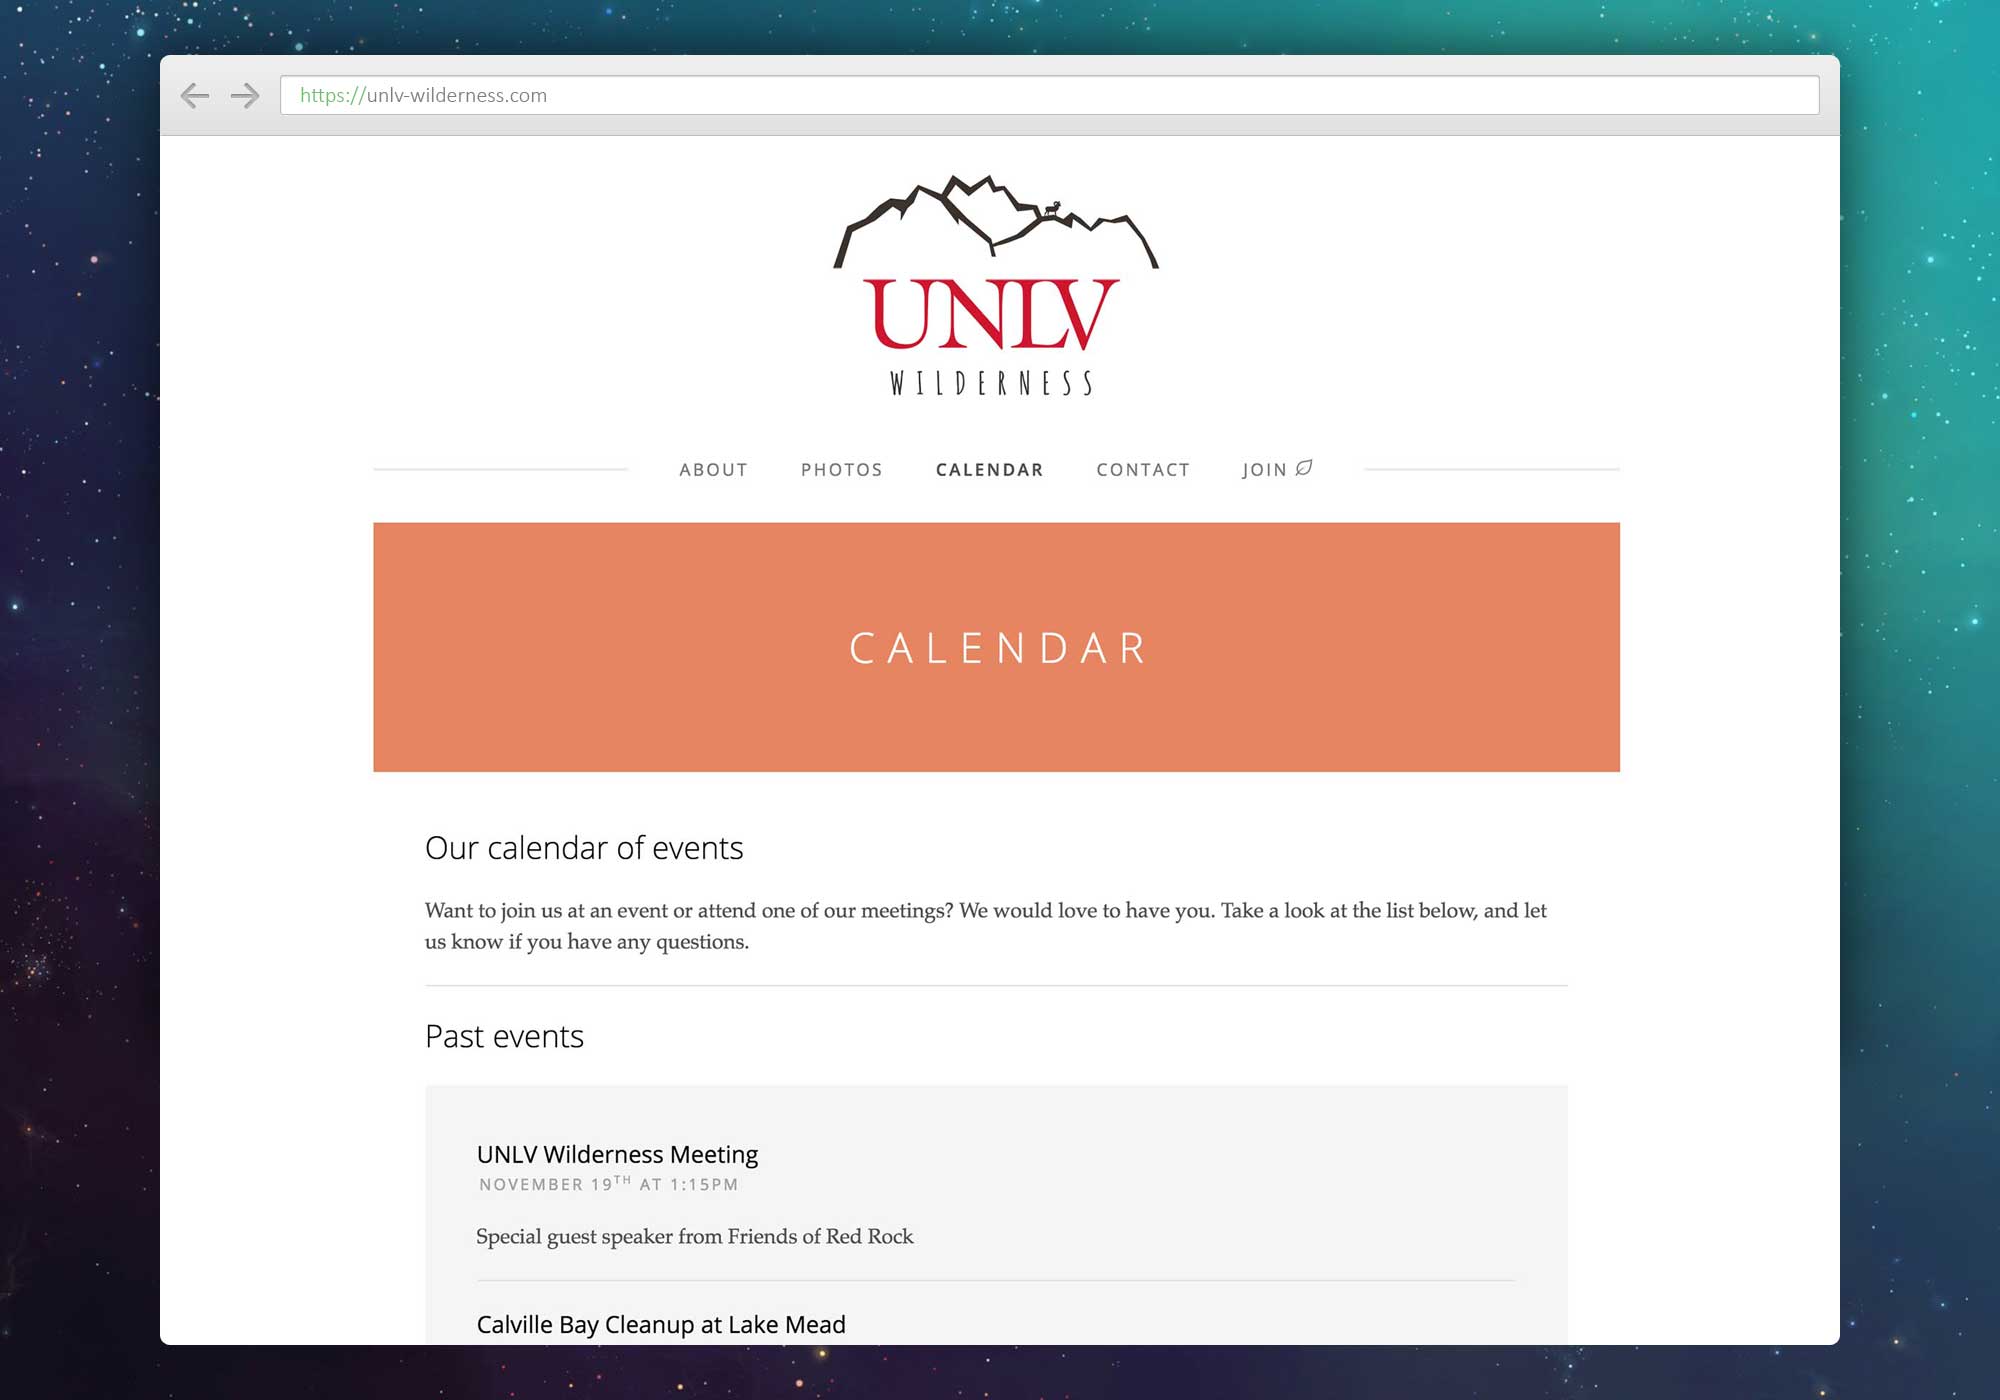 https://unlv-wilderness.com
UNLV
WILDERNESS
ABOUT PHOTOS CALENDAR CONTACT JOIN
CALENDAR
Our calendar of events
Want to join us at an event or attend one of our meetings? We would love to have you. Take a look at the list below, and let
us know if you have any questions.
Past events
UNLV Wilderness Meeting
NOVEMBER 19TH AT 1:15PM
Special guest speaker from Friends of Red Rock
Calville Bay Cleanup at Lake Mead